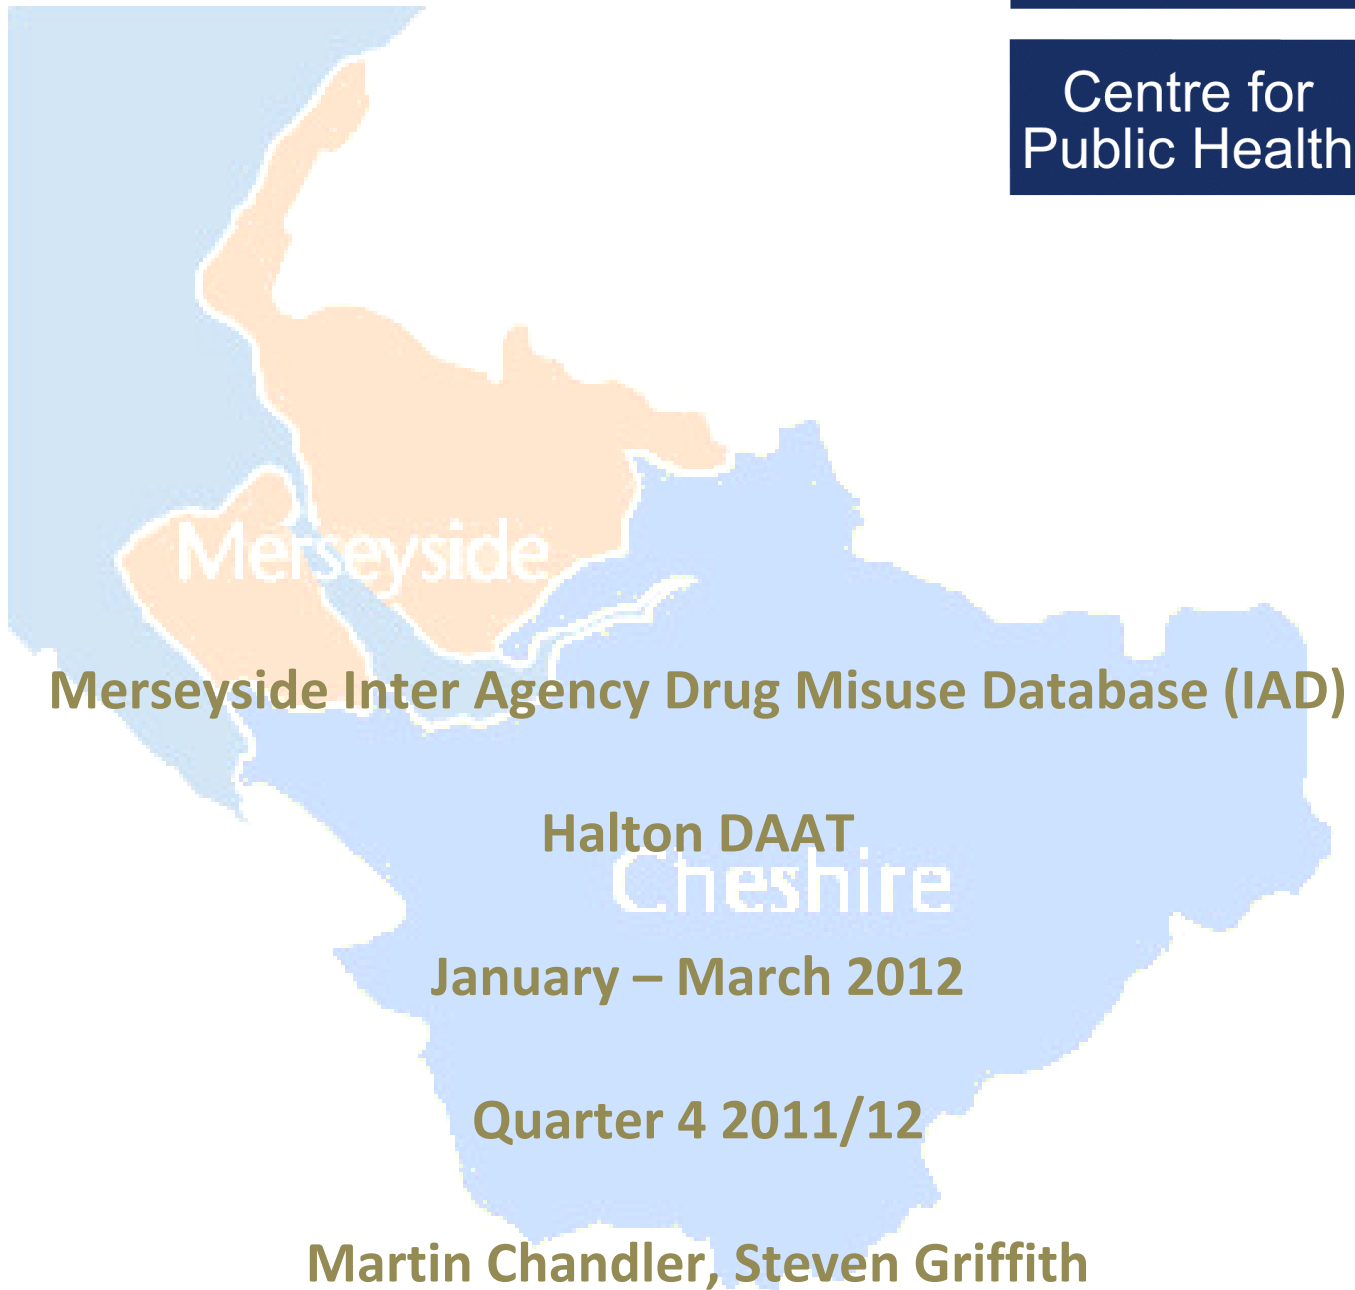 Centre for
Public Health
Merseyside
Merseyside Inter Agency Drug Misuse Database (IAD)
Halton DAAT
Cheshire
January – March 2012
Quarter 4 2011/12
Martin Chandler, Steven Griffith